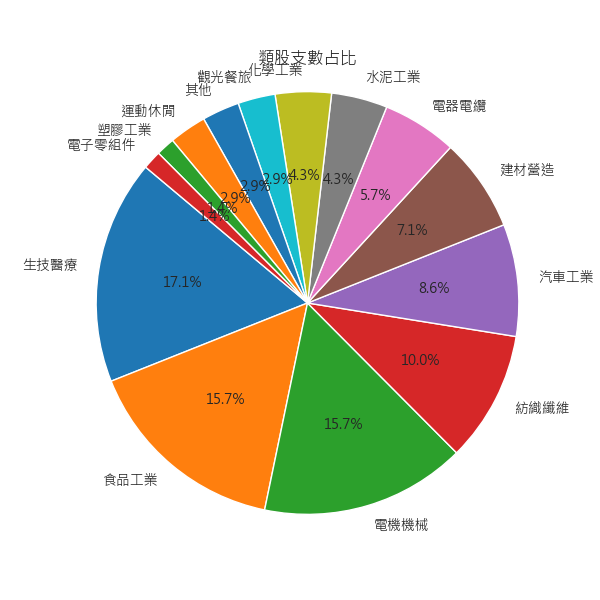 類股支數占比
化學工業
水泥工業
觀光餐旅
其他
電器電纜
運動休閒
塑膠工業
電子零組件
建材營造
生技醫療
汽車工業
紡織纖維
食品工業
電機機械
4.3%
4.3%
2.9%
2.9%
5.7%
2.9%
1.4%
1.4%
7.1%
17.1%
8.6%
10.0%
15.7%
15.7%